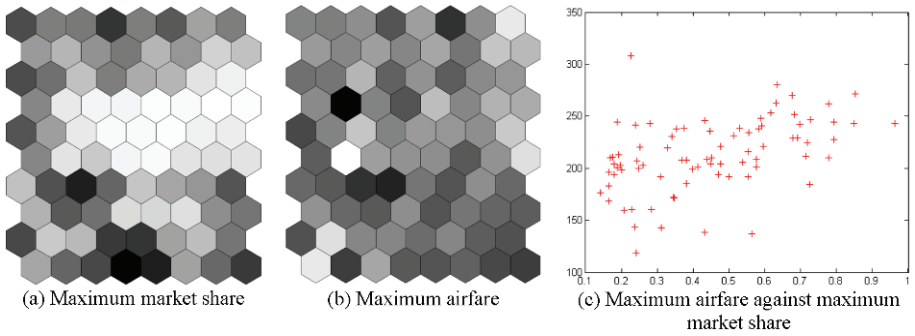 350
300
250
200
150
100
0.1 0.2 0.3 0.4 0.5 0.6 0.7 0.8 0.9 1
(a) Maximum market share
(b) Maximum airfare
(c) Maximum airfare against maximum
market share